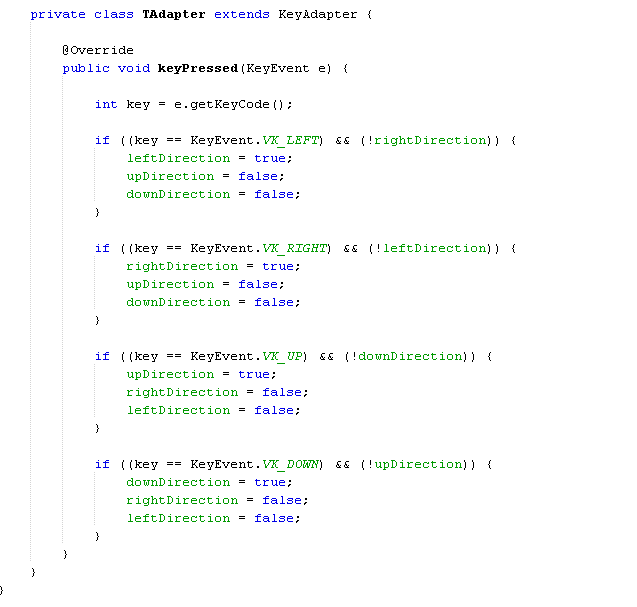 private class TAdapter extends KeyAdapter {
@Override
public void keyPressed(KeyEvent e) {
int key = e.getKeyCode();
if ((key == KeyEvent.VK_LEFT) && (!rightDirection)) {
leftDirection = true;
upDirection = false;
downDirection = false;
}
if ((key == KeyEvent.VK_RIGHT) && (!leftDirection)) {
rightDirection = true;
upDirection = false;
downDirection = false;
}
if ((key == KeyEvent.VK_UP) && (!downDirection)) {
upDirection = true;
rightDirection = false;
leftDirection = false;
}
if ((key == KeyEvent.VK_DOWN) && (!upDirection)) {
downDirection = true;
rightDirection = false;
leftDirection = false;
}
}
}
}